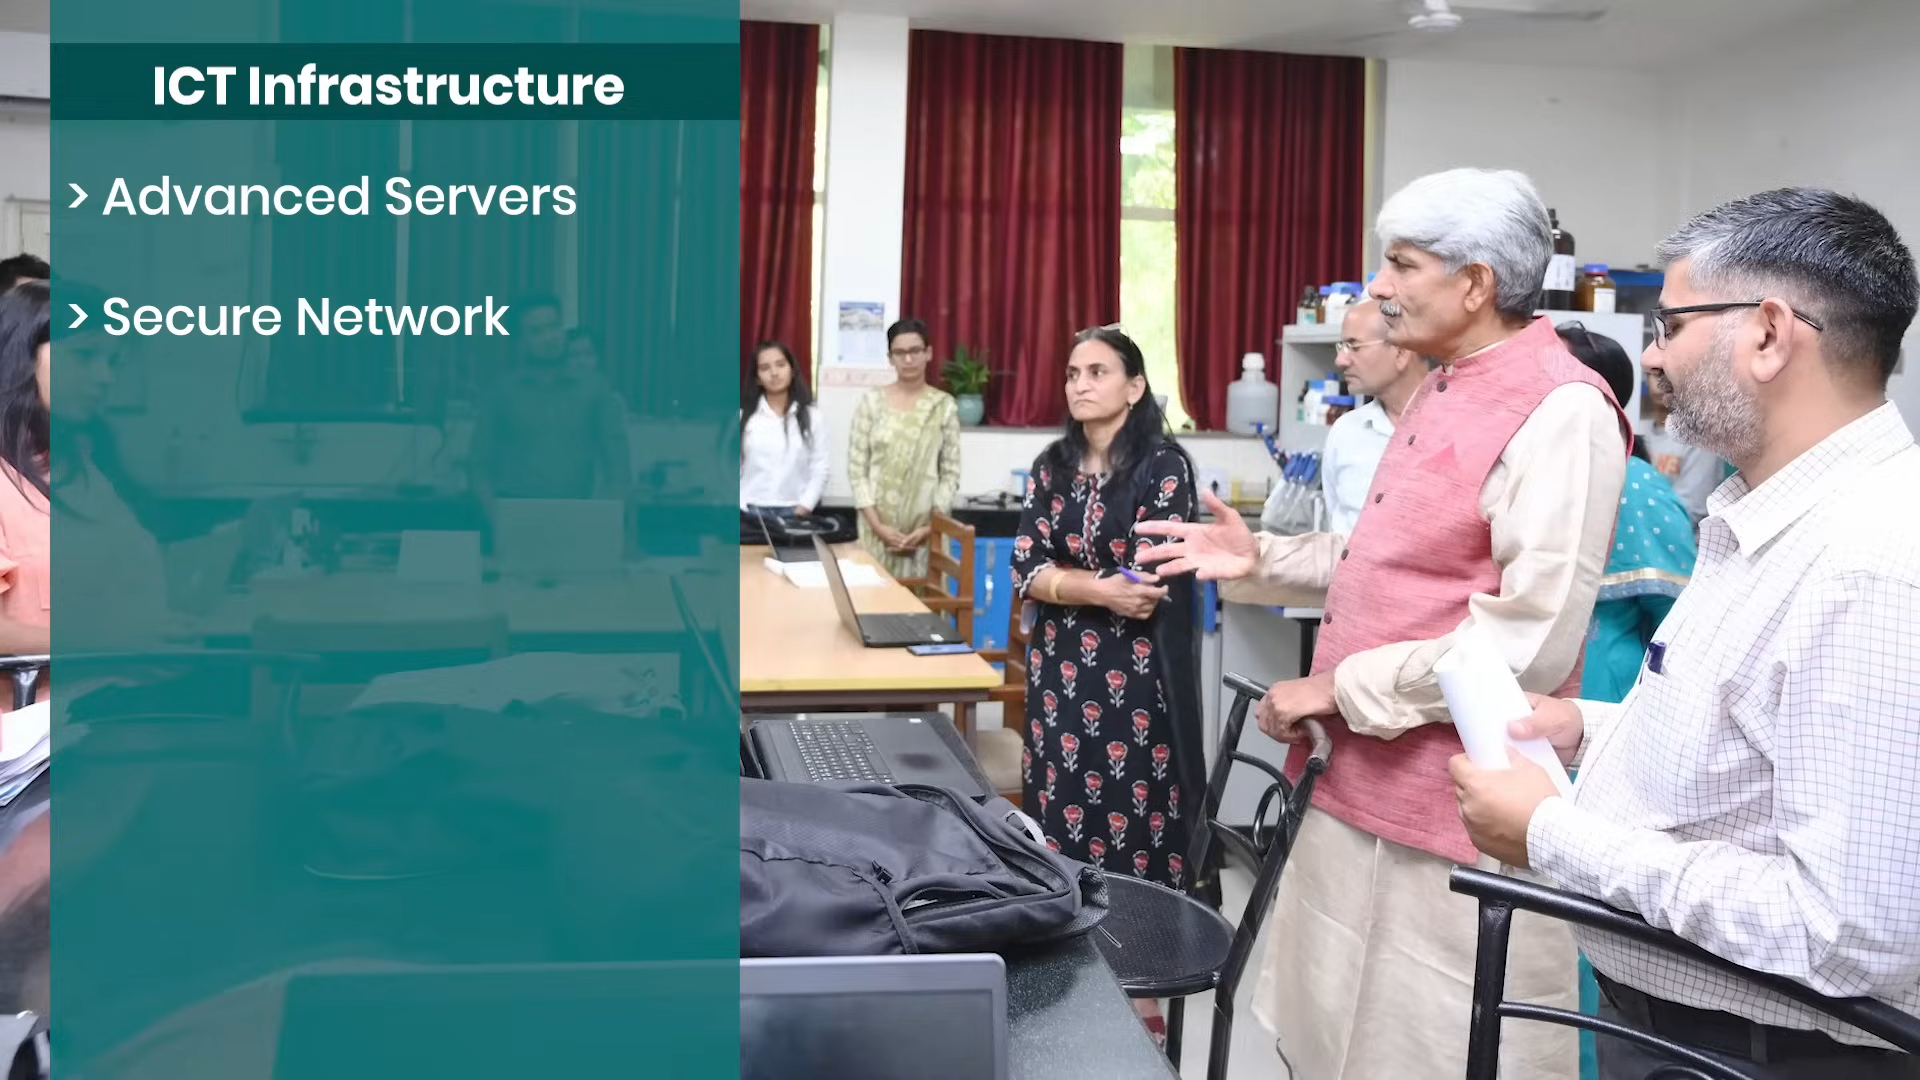 ICT Infrastructure
> Advanced Servers
> Secure Network